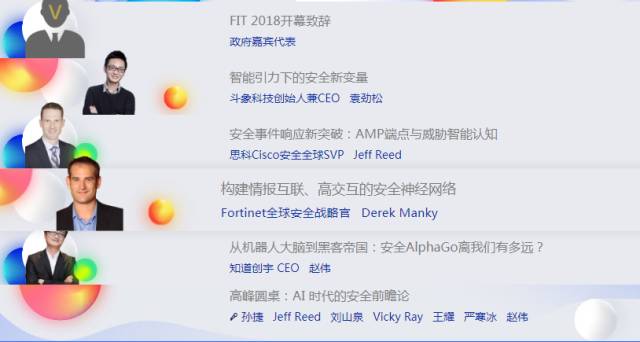 FIT 2018开幕致辞
政府嘉宾代表
智能引力下的安全新变量
斗象科技创始人兼CEO 袁劲松
安全事件响应新突破：AMP端点与威胁智能认知
思科Cisco安全全球SVP Jeff Reed
构建情报互联、高交互的安全神经网络
Fortinet全球安全战略官 Derek Manky
从机器人大脑到黑客帝国：安全AlphaGo离我们有多远？
知道创宇 CEO 赵伟
高峰圆桌：AI 时代的安全前瞻论
孙捷 Jeff Reed 刘山泉 Vicky Ray 王耀 严寒冰 赵伟